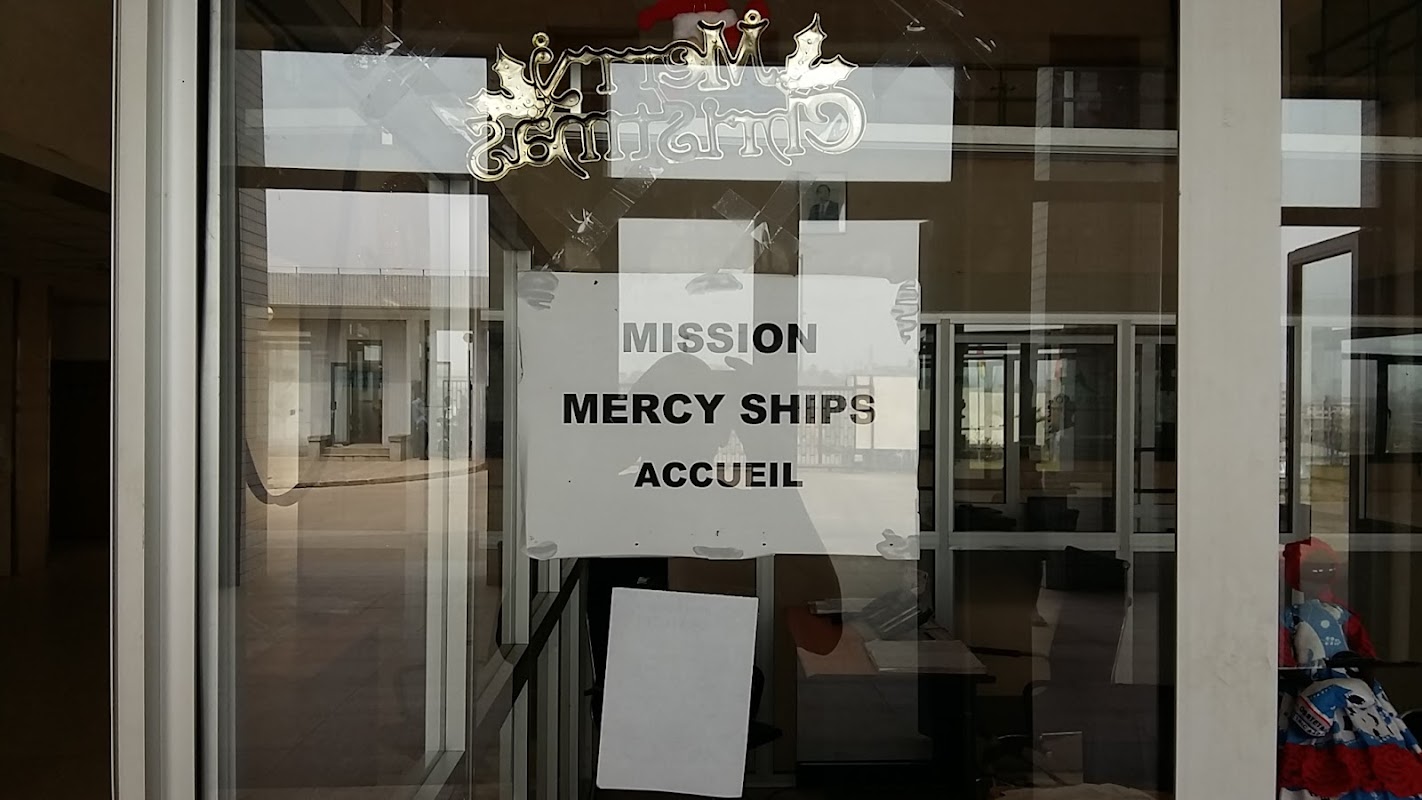 Merry
Christmas
MISSION
MERCY SHIPS
ACCUEIL